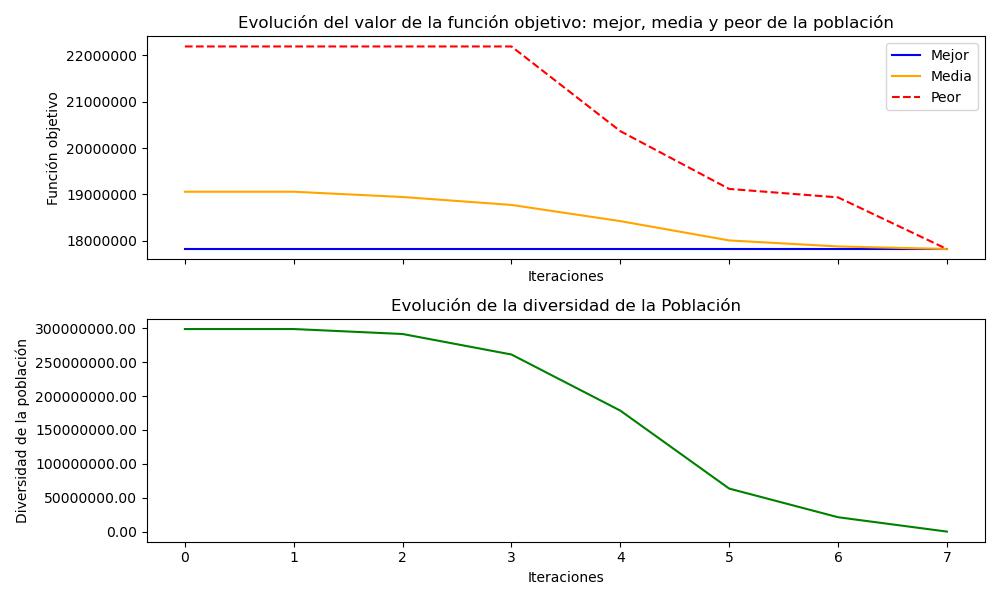 Evolución del valor de la función objetivo: mejor, media y peor de la población
22000000
21000000
20000000
19000000
18000000
Función objetivo
Mejor
Media
Peor
Iteraciones
Evolución de la diversidad de la Población
300000000.00
250000000.00
200000000.00
150000000.00
100000000.00
50000000.00
0.00
Diversidad de la población
0 1 2 3 4 5 6 7
Iteraciones